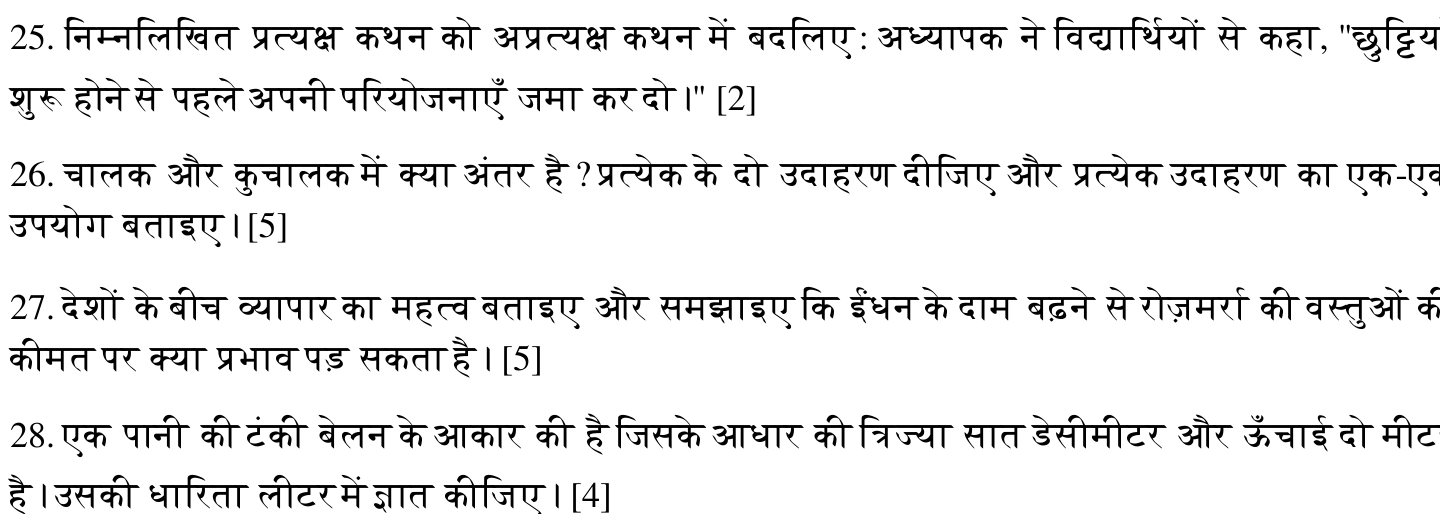 25. निम्नलिखित प्रत्यक्ष कथन को अप्रत्यक्ष कथन में बदलिए: अध्यापक ने विद्यार्थियों से कहा, "
शुरू होने से पहले अपनी परियोजनाएँ जमा कर दो।" [2]
26. चालक और कुचालक में क्या अंतर है? प्रत्येक के दो उदाहरण दीजिए और प्रत्येक उदाहरण का
उपयोग बताइए। [5]
27. देशों के बीच व्यापार का महत्व बताइए और समझाइए कि ईंधन के दाम बढ़ने से रोज़मर्रा की वस्तुओं की
कीमत पर क्या प्रभाव पड़ सकता है। [5]
28. एक पानी की टंकी बेलन के आकार की है जिसके आधार की त्रिज्या सात डेसीमीटर और ऊँचाई दो
है। उसकी धारिता लीटर में ज्ञात कीजिए। [4]